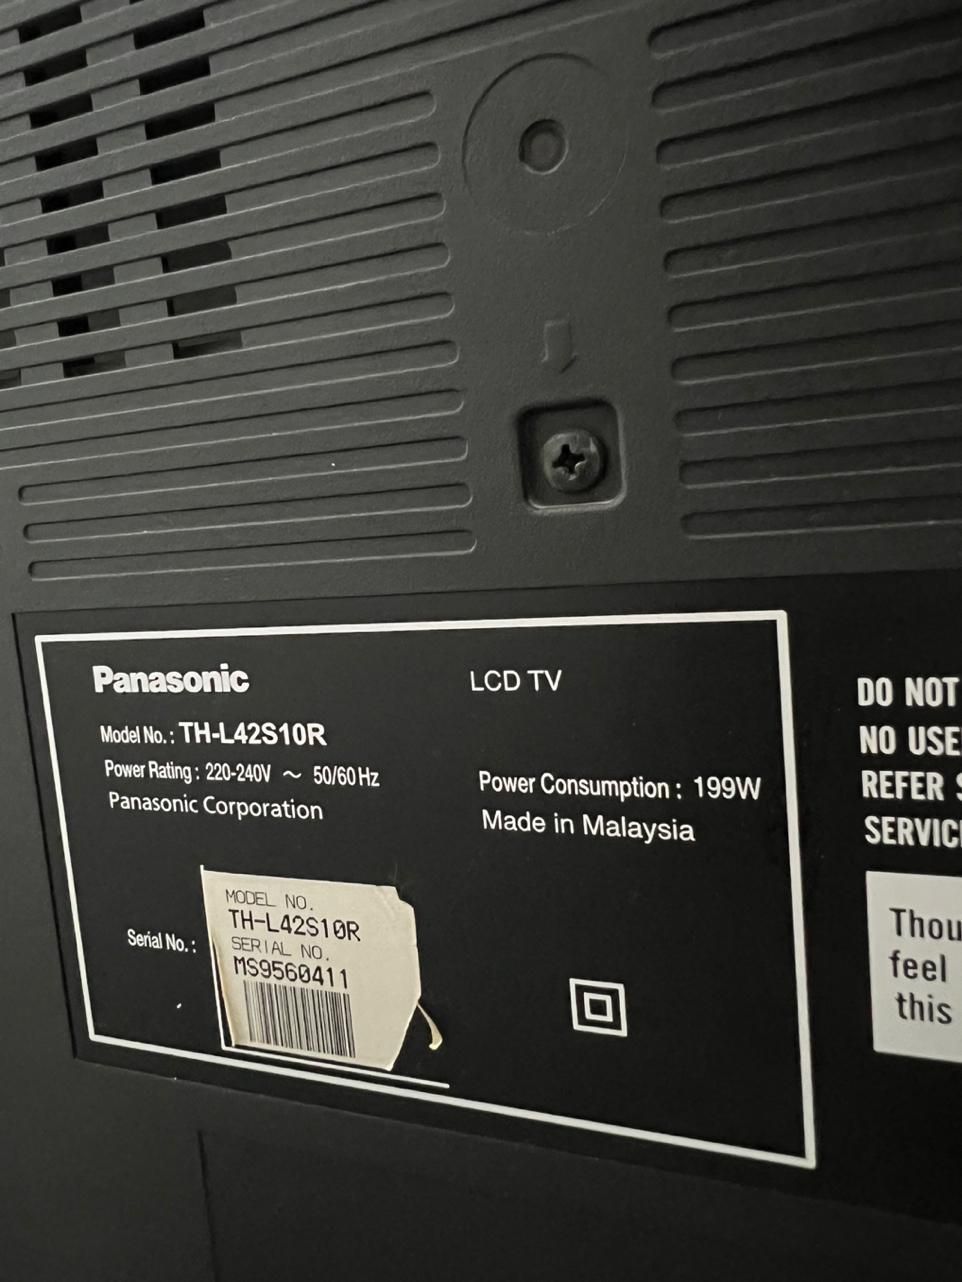 Panasonic
LCD TV
Model No.: TH-L42S10R
Power Rating: 220-240V ~ 50/60Hz
Power Consumption: 199W
Panasonic Corporation
Made in Malaysia
Serial No.:
MODEL NO.
TH-L42S10R
SERIAL NO.
MS9560411
DO NOT
NO USE
REFER
SERVIC
Thou
feel
this